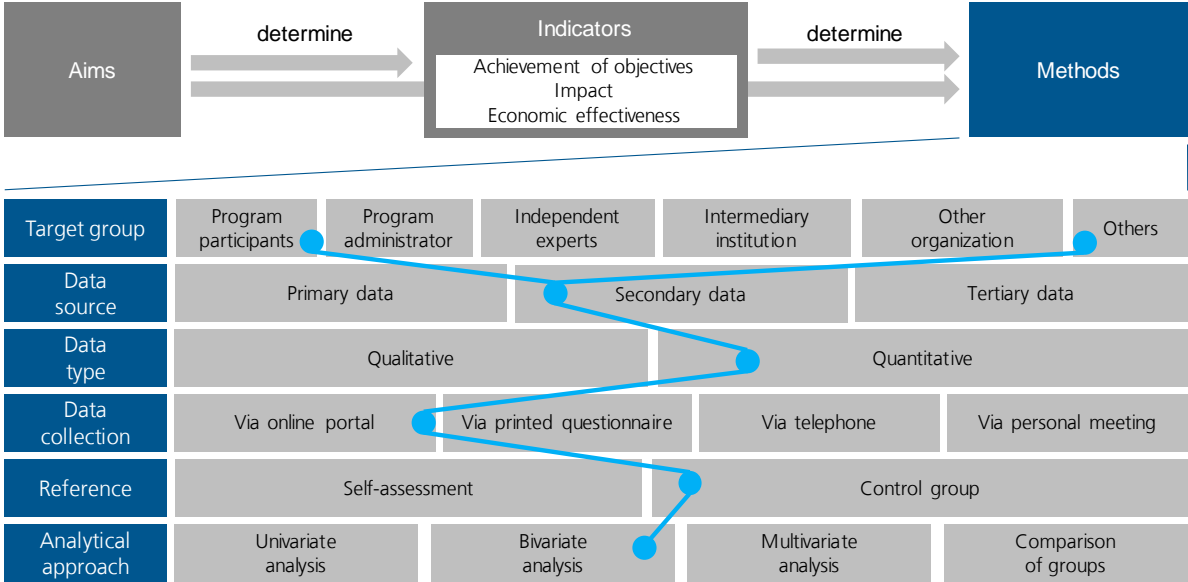 Aims
determine
Indicators
Achievement of objectives
Impact
Economic effectiveness
determine
Methods
Target group
Program
participants
Program
administrator
Independent
experts
Intermediary
institution
Other
organization
Others
Data
source
Primary data
Secondary data
Tertiary data
Data
type
Qualitative
Quantitative
Data
collection
Via online portal
Via printed questionnaire
Via telephone
Via personal meeting
Reference
Self-assessment
Control group
Analytical
approach
Univariate
analysis
Bivariate
analysis
Multivariate
analysis
Comparison
of groups